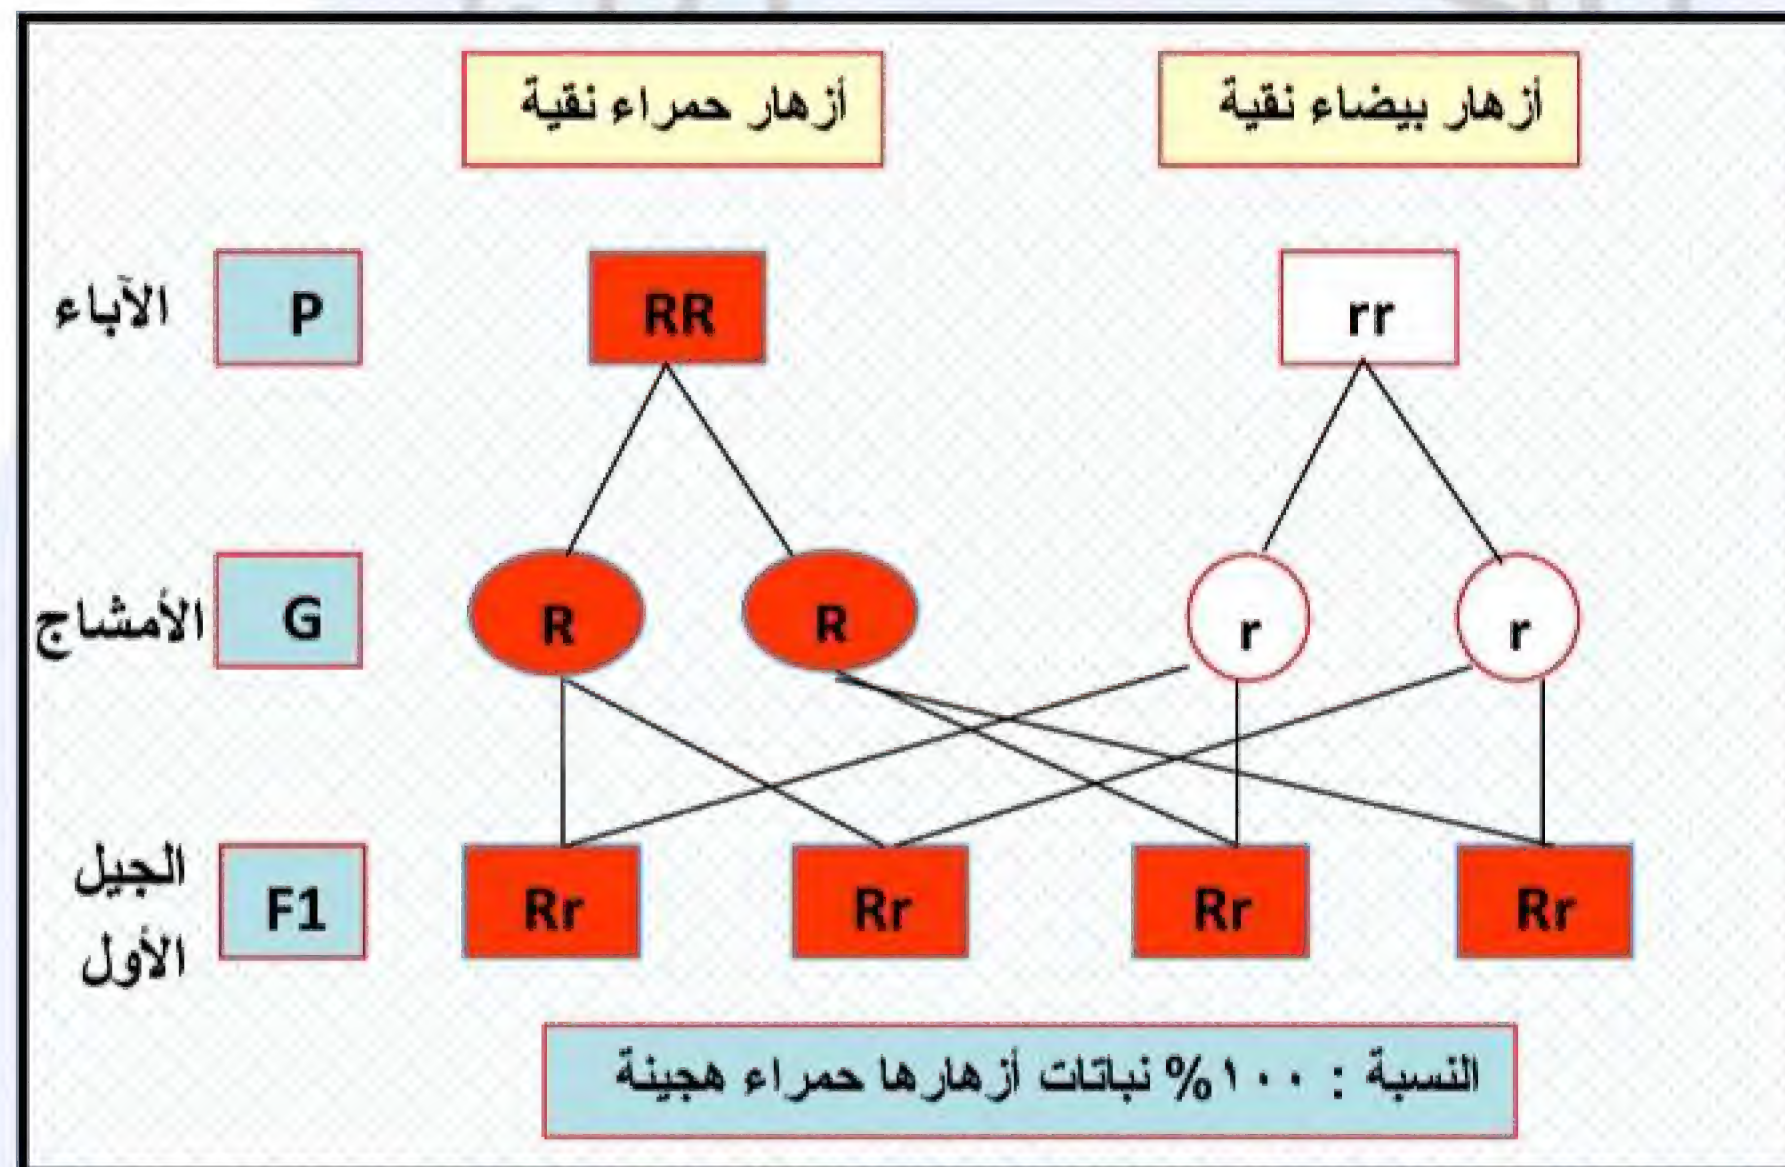 أزهار بيضاء نقية
أزهار حمراء نقية
الآباء P RR rr
الأمشاج G R R r r
الجيل
الأول
F1 Rr Rr Rr Rr
النسبة : ١٠٠% نباتات أزهارها حمراء هجينة